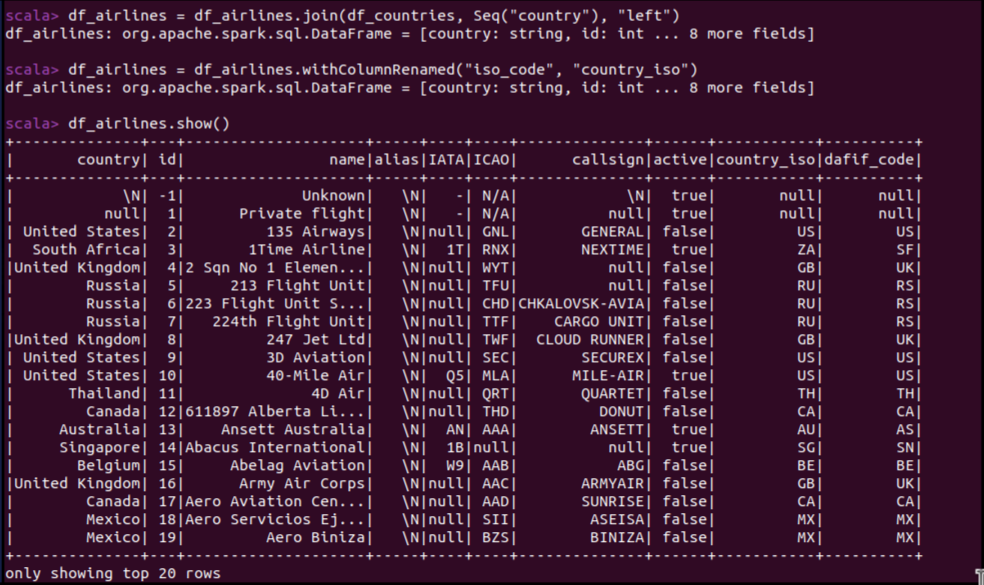 scala> df_airlines = df_airlines.join(df_countries, Seq("country"), "left")
df_airlines: org.apache.spark.sql.DataFrame = [country: string, id: int ... 8 more fields]
scala> df_airlines = df_airlines.withColumnRenamed("iso_code", "country_iso")
df_airlines: org.apache.spark.sql.DataFrame = [country: string, id: int ... 8 more fields]
scala> df_airlines.show()
+--------------+---+--------------------+-----+----+----+--------------+------+-----------+----------+
|       country| id|                name|alias|IATA|ICAO|      callsign|active|country_iso|dafif_code|
+--------------+---+--------------------+-----+----+----+--------------+------+-----------+----------+
|            \N| -1|             Unknown|   \N|   -| N/A|            \N|  true|       null|      null|
|          null|  1|      Private flight|   \N|   -| N/A|          null|  true|       null|      null|
| United States|  2|         135 Airways|   \N|null| GNL|       GENERAL| false|         US|        US|
|  South Africa|  3|       1Time Airline|   \N|  1T| RNX|      NEXTIME|  true|         ZA|        SF|
|United Kingdom|  4|2 Sqn No 1 Elemen...|   \N|null| WYT|          null| false|         GB|        UK|
|        Russia|  5|     213 Flight Unit|   \N|null| TFU|          null| false|         RU|        RS|
|        Russia|  6|223 Flight Unit S...|   \N|null| CHD|CHKALOVSK-AVIA| false|         RU|        RS|
|        Russia|  7|   224th Flight Unit|   \N|null| TTF|    CARGO UNIT| false|         RU|        RS|
|United Kingdom|  8|         247 Jet Ltd|   \N|null| TWF|  CLOUD RUNNER| false|         GB|        UK|
| United States|  9|         3D Aviation|   \N|null| SEC|       SECUREX| false|         US|        US|
| United States| 10|         40-Mile Air|   \N|  Q5| MLA|      MILE-AIR|  true|         US|        US|
|      Thailand| 11|              4D Air|   \N|null| QRT|       QUARTET| false|         TH|        TH|
|        Canada| 12|611897 Alberta Li...|   \N|null| THD|         DONUT| false|         CA|        CA|
|     Australia| 13|    Ansett Australia|   \N|  AN| AAA|        ANSETT|  true|         AU|        AS|
|     Singapore| 14|Abacus International|   \N|  1B|null|          null|  true|         SG|        SN|
|       Belgium| 15|     Abelag Aviation|   \N|  W9| AAB|           ABG| false|         BE|        BE|
|United Kingdom| 16|      Army Air Corps|   \N|null| AAC|       ARMYAIR| false|         GB|        UK|
|        Canada| 17|Aero Aviation Cen...|   \N|null| AAD|       SUNRISE| false|         CA|        CA|
|        Mexico| 18|Aero Servicios Ej...|   \N|null| SII|        ASEISA| false|         MX|        MX|
|        Mexico| 19|         Aero Biniza|   \N|null| BZS|        BINIZA| false|         MX|        MX|
+--------------+---+--------------------+-----+----+----+--------------+------+-----------+----------+
only showing top 20 rows